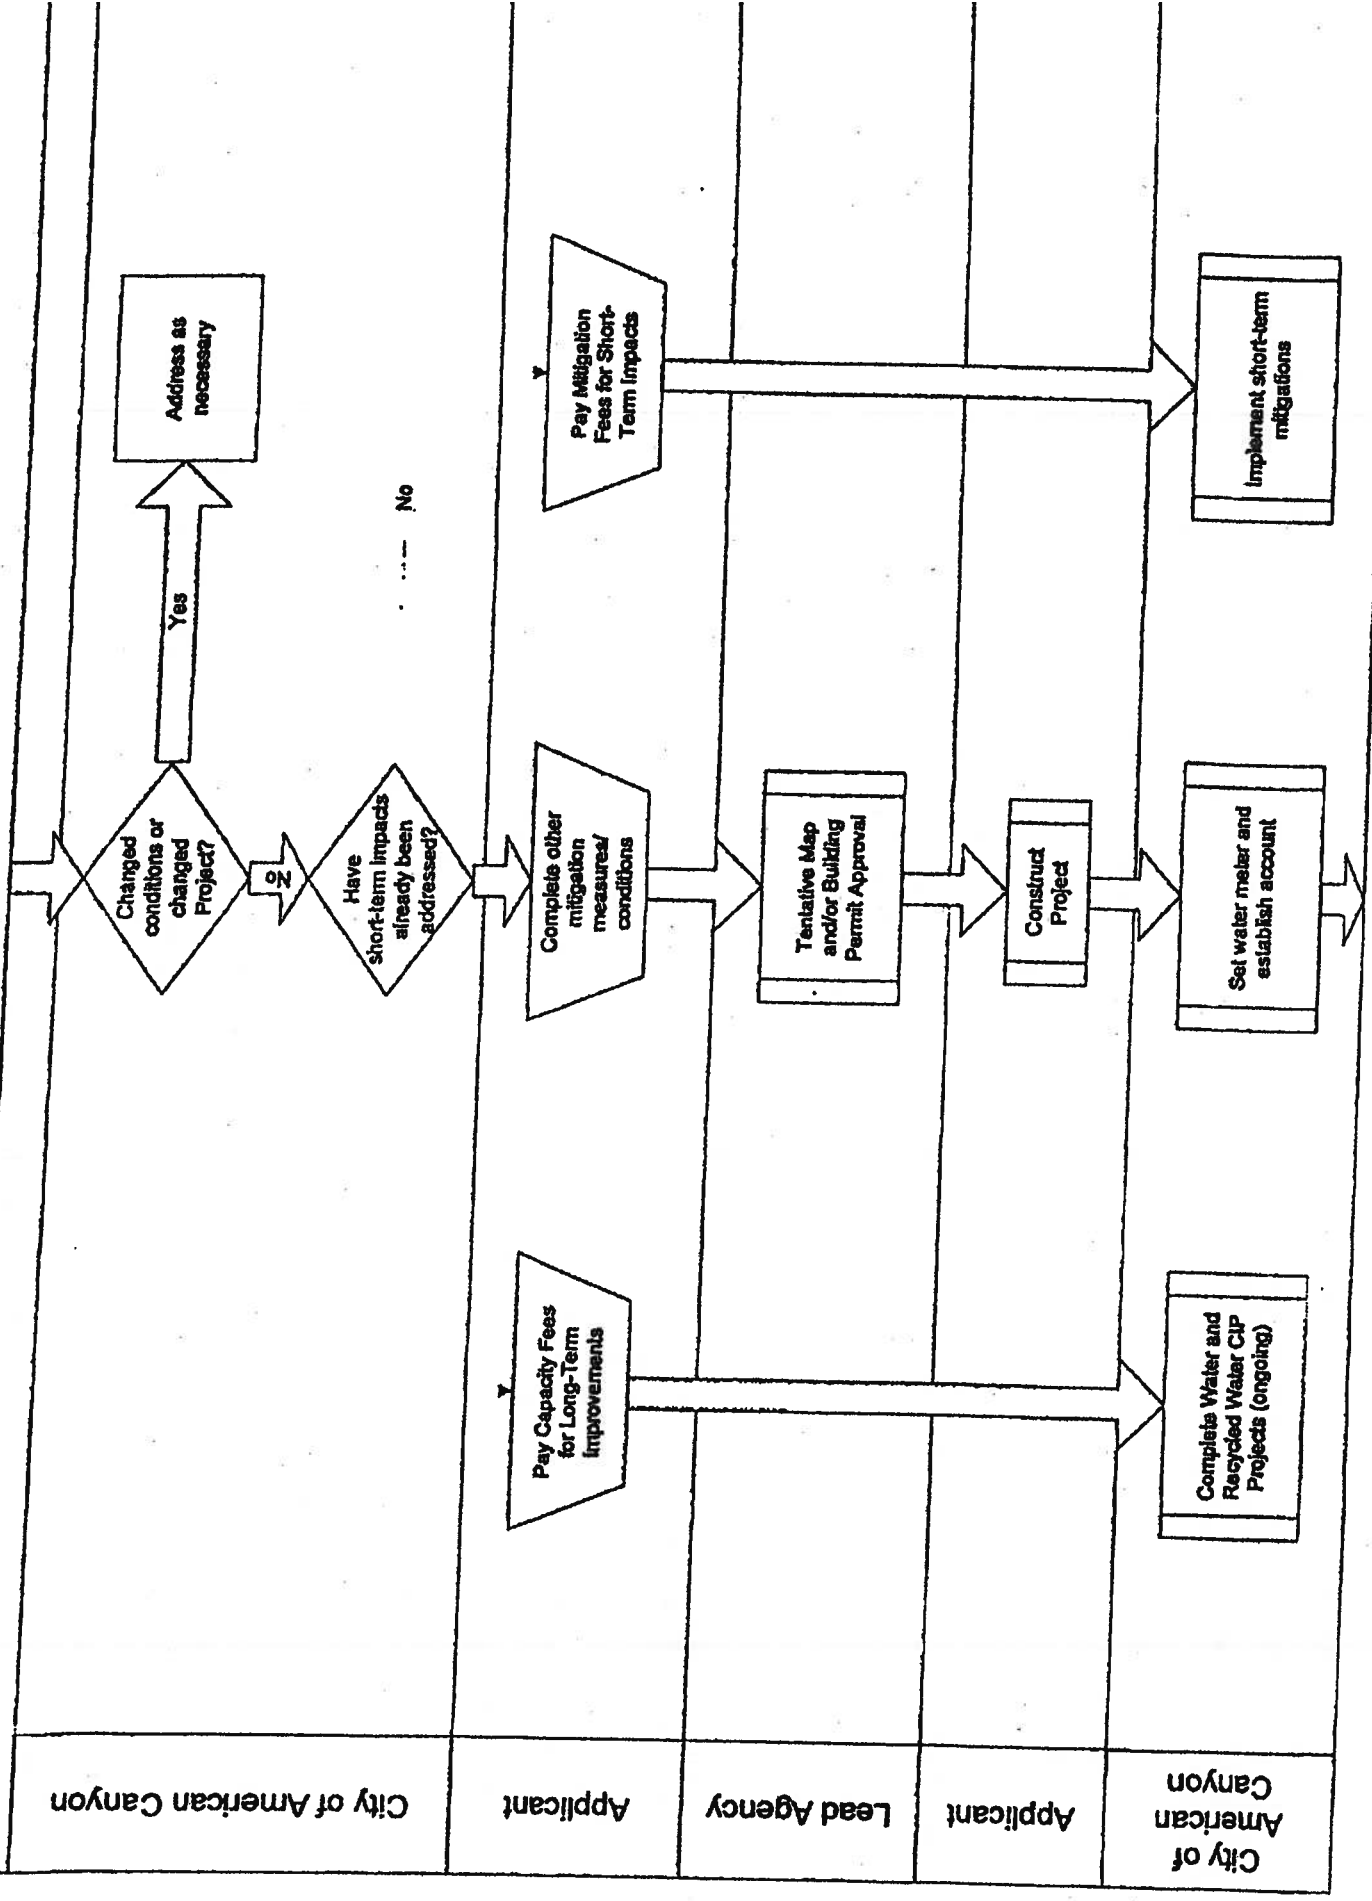 Changed
conditions or
changed
Project?
Yes
Address as
necessary
No
Have
short-term impacts
already been
addressed?
No
Pay Capacity Fees
for Long-Term
Improvements
Complete other
mitigation
measures/
conditions
Pay Mitigation
Fees for Short-
Term Impacts
Tentative Map
and/or Building
Permit Approval
Construct
Project
Complete Water and
Recycled Water CIP
Projects (ongoing)
Set water meter and
establish account
Implement short-term
mitigations
City of American Canyon
Applicant
Lead Agency
Applicant
City of
American
Canyon